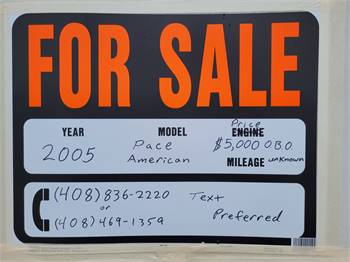 FOR SALE
YEAR MODEL Price ENGINE
2005 Pace American $5,000 O B.O.
MILEAGE unknown
(408) 836-2220 Text
or Preferred
(408) 469-1359